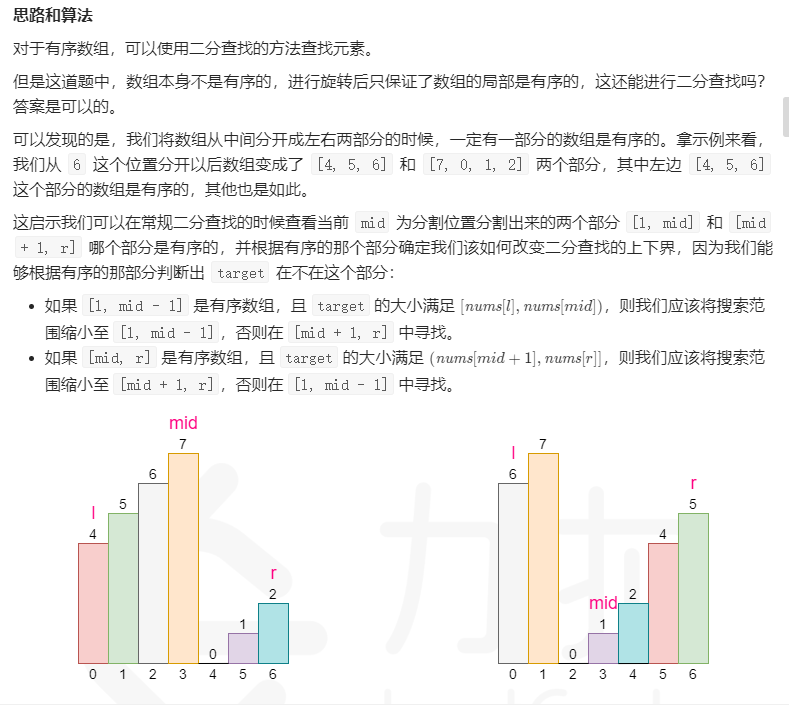 思路和算法
对于有序数组，可以使用二分查找的方法查找元素。
但是这道题中，数组本身不是有序的，进行旋转后只保证了数组的局部是有序的，这还能进行二分查找吗？
答案是可以的。
可以发现的是，我们将数组从中间分开成左右两部分的时候，一定有一部分的数组是有序的。拿示例来看，
我们从 6 这个位置分开以后数组变成了 [4, 5, 6] 和 [7, 0, 1, 2] 两个部分，其中左边 [4, 5, 6]
这个部分的数组是有序的，其他也是如此。
这启示我们可以在常规二分查找的时候查看当前 mid 为分割位置分割出来的两个部分 [l, mid] 和 [mid
+ 1, r] 哪个部分是有序的，并根据有序的那个部分确定我们该如何改变二分查找的上下界，因为我们能
够根据有序的那部分判断出 target 在不在这个部分：
• 如果 [l, mid - 1] 是有序数组，且 target 的大小满足 [nums[l], nums[mid])，则我们应该将搜索范
围缩小至 [l, mid - 1]，否则在 [mid + 1, r] 中寻找。
• 如果 [mid, r] 是有序数组，且 target 的大小满足 (nums[mid + 1], nums[r]]，则我们应该将搜索范
围缩小至 [mid + 1, r]，否则在 [l, mid - 1] 中寻找。
mid
7
6
5
l
4
r
2
1
0
0 1 2 3 4 5 6
7
l
6
r
5
4
mid
2
1
0
0 1 2 3 4 5 6
力扣